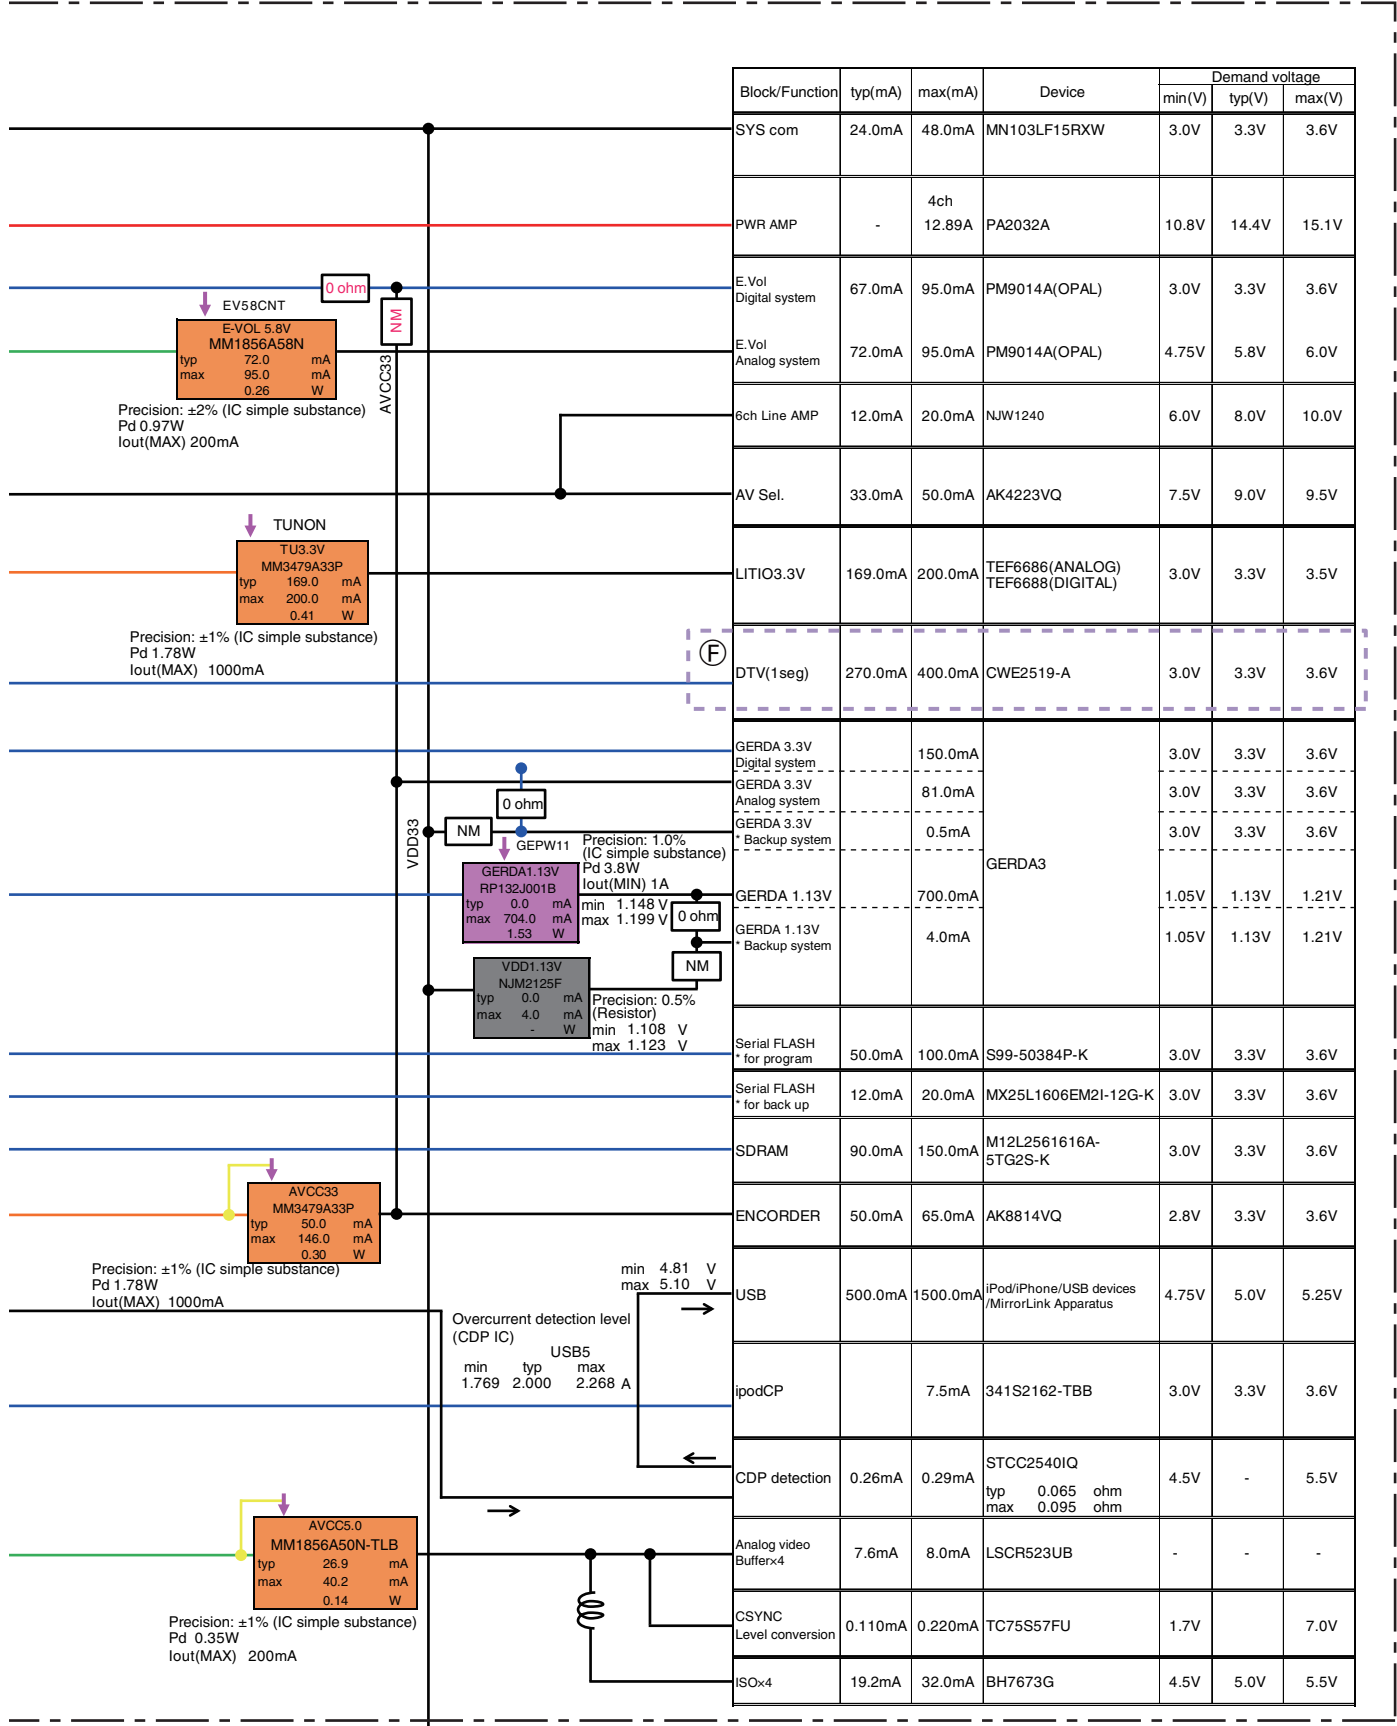 Block/Function typ(mA) max(mA) Device Demand voltage
min(V) typ(V) max(V)
SYS com 24.0mA 48.0mA MN103LF15RXW 3.0V 3.3V 3.6V
4ch
PWR AMP - 12.89A PA2032A 10.8V 14.4V 15.1V
0 ohm
E.Vol
Digital system 67.0mA 95.0mA PM9014A(OPAL) 3.0V 3.3V 3.6V
EV58CNT
NM
E-VOL 5.8V
MM1856A58N
typ 72.0 mA
max 95.0 mA
0.26 W
AVCC33
E.Vol
Analog system 72.0mA 95.0mA PM9014A(OPAL) 4.75V 5.8V 6.0V
Precision: ±2% (IC simple substance)
Pd 0.97W
Iout(MAX) 200mA
6ch Line AMP 12.0mA 20.0mA NJW1240 6.0V 8.0V 10.0V
AV Sel. 33.0mA 50.0mA AK4223VQ 7.5V 9.0V 9.5V
TUNON
TU3.3V
MM3479A33P
typ 169.0 mA
max 200.0 mA
0.41 W
LITIO3.3V 169.0mA 200.0mA TEF6686(ANALOG)
TEF6688(DIGITAL) 3.0V 3.3V 3.5V
Precision: ±1% (IC simple substance)
Pd 1.78W
Iout(MAX) 1000mA
Ⓕ
DTV(1seg) 270.0mA 400.0mA CWE2519-A 3.0V 3.3V 3.6V
GERDA 3.3V
Digital system 150.0mA 3.0V 3.3V 3.6V
GERDA 3.3V
Analog system 81.0mA 3.0V 3.3V 3.6V
0 ohm
VDD33
NM
GERDA 3.3V
* Backup system 0.5mA 3.0V 3.3V 3.6V
GEPW11
Precision: 1.0%
(IC simple substance)
Pd 3.8W
Iout(MIN) 1A
min 1.148 V
max 1.199 V
GERDA3
GERDA1.13V
RP132J001B
typ 0.0 mA
max 704.0 mA
1.53 W
GERDA 1.13V 700.0mA 1.05V 1.13V 1.21V
0 ohm
GERDA 1.13V
* Backup system 4.0mA 1.05V 1.13V 1.21V
NM
VDD1.13V
NJM2125F
typ 0.0 mA
max 4.0 mA
- W
Precision: 0.5%
(Resistor)
min 1.108 V
max 1.123 V
Serial FLASH
* for program 50.0mA 100.0mA S99-50384P-K 3.0V 3.3V 3.6V
Serial FLASH
* for back up 12.0mA 20.0mA MX25L1606EM2I-12G-K 3.0V 3.3V 3.6V
SDRAM 90.0mA 150.0mA M12L2561616A-
5TG2S-K 3.0V 3.3V 3.6V
AVCC33
MM3479A33P
typ 50.0 mA
max 146.0 mA
0.30 W
ENCORDER 50.0mA 65.0mA AK8814VQ 2.8V 3.3V 3.6V
Precision: ±1% (IC simple substance)
Pd 1.78W
Iout(MAX) 1000mA
min 4.81 V
max 5.10 V
USB 500.0mA 1500.0mA iPod/iPhone/USB devices
/MirrorLink Apparatus 4.75V 5.0V 5.25V
Overcurrent detection level
(CDP IC)
USB5
min typ max
1.769 2.000 2.268 A
ipodCP 7.5mA 341S2162-TBB 3.0V 3.3V 3.6V
CDP detection 0.26mA 0.29mA STCC2540IQ 4.5V - 5.5V
typ 0.065 ohm
max 0.095 ohm
AVCC5.0
MM1856A50N-TLB
typ 26.9 mA
max 40.2 mA
0.14 W
Analog video
Buffer×4 7.6mA 8.0mA LSCR523UB - - -
Precision: ±1% (IC simple substance)
Pd 0.35W
Iout(MAX) 200mA
CSYNC
Level conversion 0.110mA 0.220mA TC75S57FU 1.7V 7.0V
ISO×4 19.2mA 32.0mA BH7673G 4.5V 5.0V 5.5V